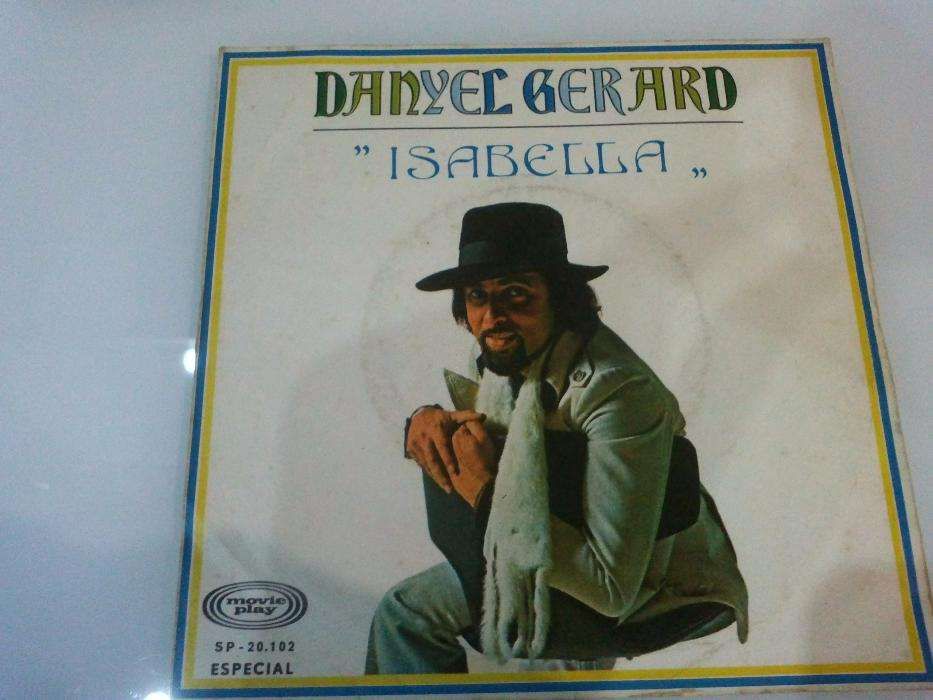 DANYEL GERARD
" ISABELLA „
movie
play
SP-20.102
ESPECIAL